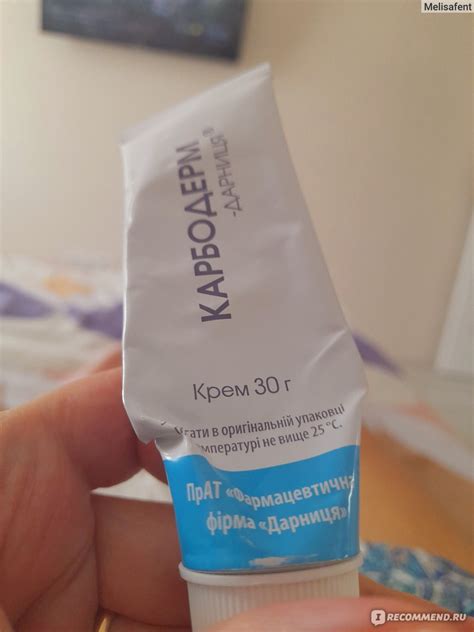 Melisafent
КАРБОДЕРМ
-ДАРНИЦЯ®
Крем 30 г
в оригінальній упаковці
температурі не вище 25 °С.
ПрАТ «Фармацевтична
фірма «Дарниця»
I RECOMMEND.RU